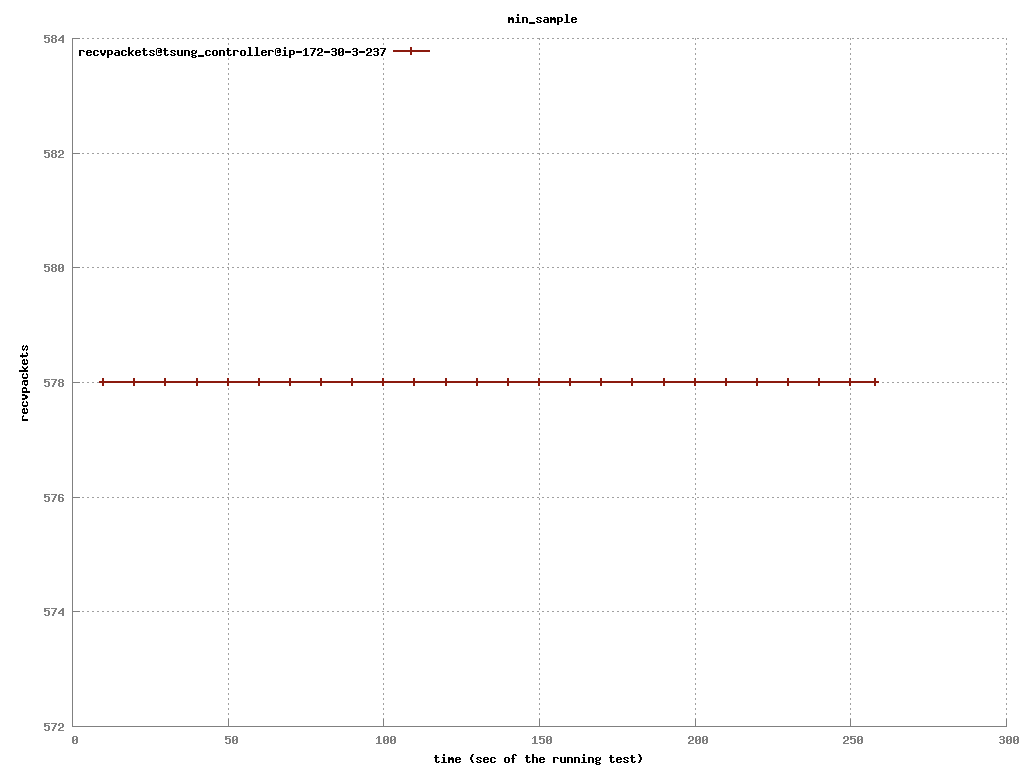 min_sample
584
recvpackets@tsung_controller@ip-172-30-3-237
582
580
578
576
574
572
recvpackets
0 50 100 150 200 250 300
time (sec of the running test)